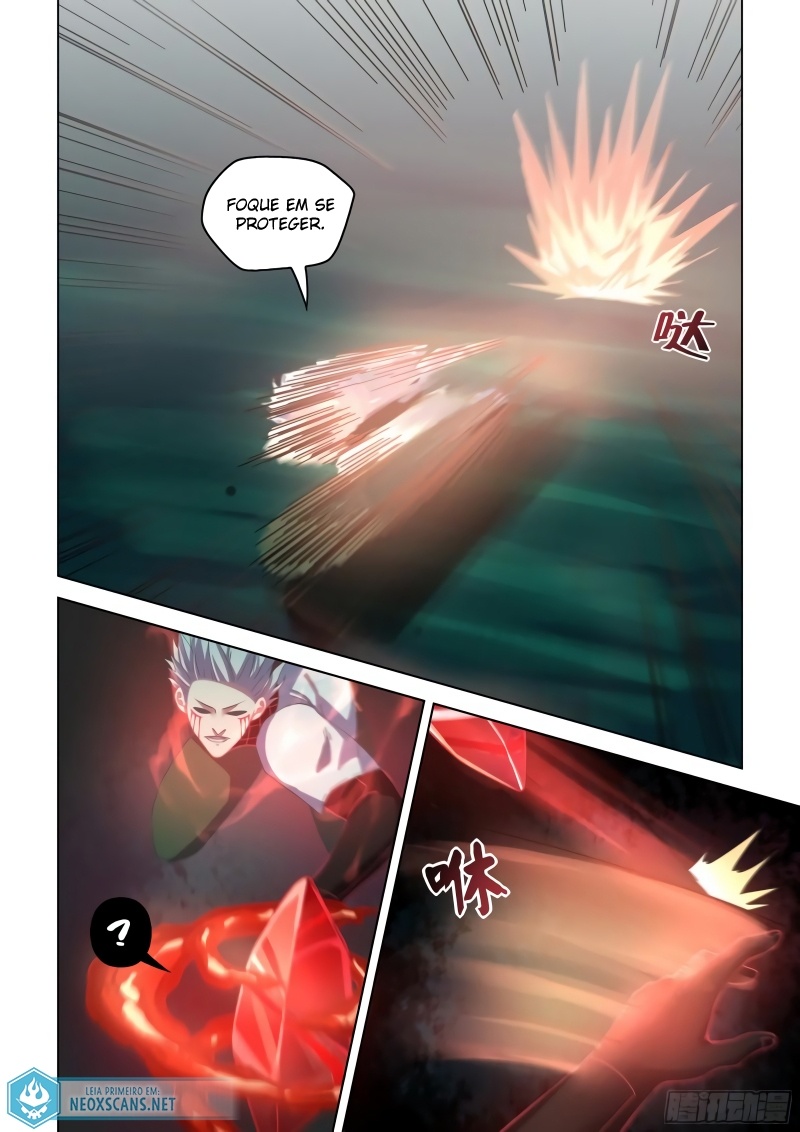 FOQUE EM SE
PROTEGER.
哒
?
咻
LEIA PRIMEIRO EM:
NEOXSCANS.NET
腾讯动漫